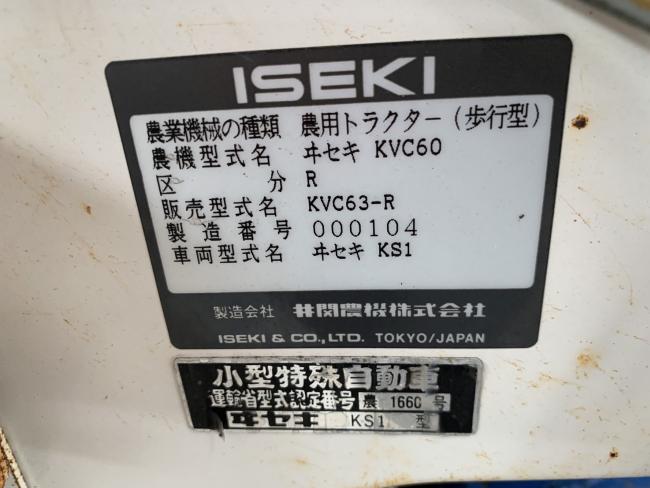 ISEKI
農業機械の種類 農用トラクター(歩行型)
農機型式名 ヰセキ KVC60
区分 R
販売型式名 KVC63-R
製造番号 000104
車両型式名 ヰセキ KS1
製造会社 井関農機株式会社
ISEKI & CO., LTD. TOKYO/JAPAN
小型特殊自動車
運輸省型式認定番号 農 1660 号
ヰセキ KS1 型